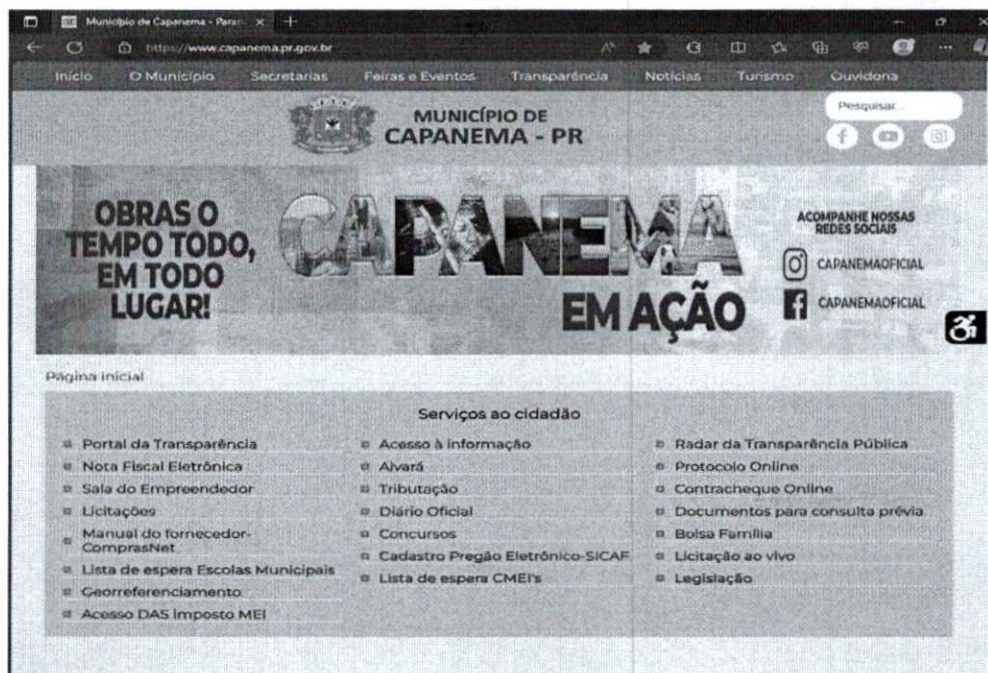 Município de Capanema - Paran
https://www.capanema.pr.gov.br
Início O Município Secretarias Feiras e Eventos Transparência Notícias Turismo Ouvidoria
MUNICÍPIO DE
CAPANEMA - PR
Pesquisar...
OBRAS O
TEMPO TODO,
EM TODO
LUGAR!
CAPANEMA
EM AÇÃO
ACOMPANHE NOSSAS
REDES SOCIAIS
CAPANEMAOFICIAL
CAPANEMAOFICIAL
Página inicial
Serviços ao cidadão
Portal da Transparência
Nota Fiscal Eletrônica
Sala do Empreendedor
Licitações
Manual do fornecedor-
ComprasNet
Lista de espera Escolas Municipais
Georreferenciamento
Acesso DAS imposto MEI
Acesso à informação
Alvará
Tributação
Diário Oficial
Concursos
Cadastro Pregão Eletrônico-SICAF
Lista de espera CMEI's
Radar da Transparência Pública
Protocolo Online
Contracheque Online
Documentos para consulta prévia
Bolsa Família
Licitação ao vivo
Legislação